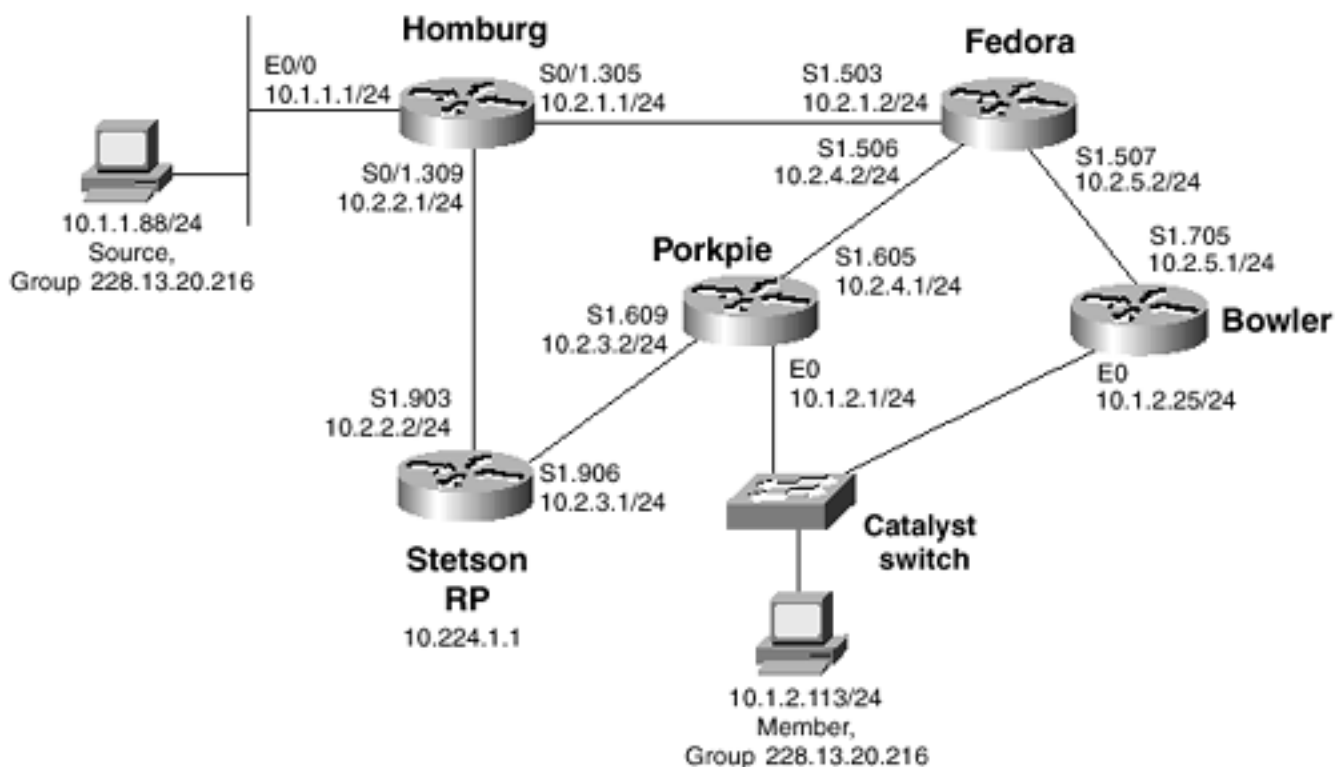 Homburg
Fedora
E0/0
10.1.1.1/24
S0/1.305
10.2.1.1/24
S1.503
10.2.1.2/24
S0/1.309
10.2.2.1/24
S1.506
10.2.4.2/24
S1.507
10.2.5.2/24
10.1.1.88/24
Source,
Group 228.13.20.216
Porkpie
S1.605
10.2.4.1/24
S1.705
10.2.5.1/24
Bowler
S1.609
10.2.3.2/24
E0
10.1.2.1/24
E0
10.1.2.25/24
S1.903
10.2.2.2/24
S1.906
10.2.3.1/24
Stetson
RP
10.224.1.1
Catalyst
switch
10.1.2.113/24
Member,
Group 228.13.20.216